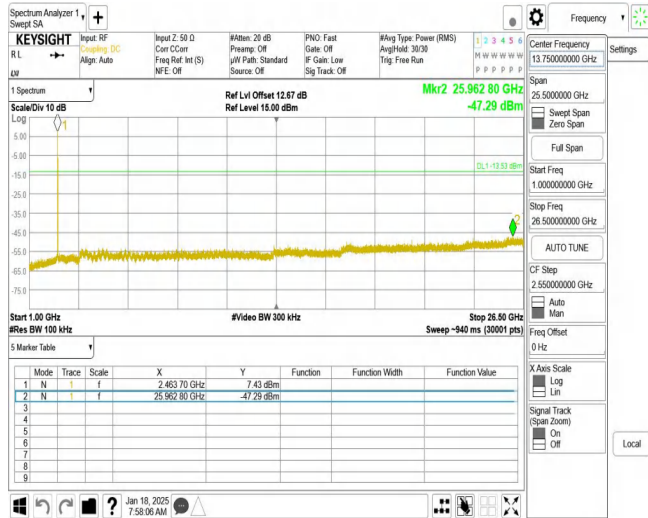 Spectrum Analyzer 1
Swept SA
Frequency
KEYSIGHT
RL
Input: RF
Coupling: DC
Align: Auto
Input Z: 50 Ω
Corr CCorr
Freq Ref: Int (S)
NFE: Off
#Atten: 20 dB
Preamp: Off
µW Path: Standard
Source: Off
PNO: Fast
Gate: Off
IF Gain: Low
Sig Track: Off
#Avg Type: Power (RMS)
Avg|Hold: 30/30
Trig: Free Run
1 2 3 4 5 6
M W W W W W
P P P P P P
1 Spectrum
Scale/Div 10 dB
Log
Ref Lvl Offset 12.67 dB
Ref Level 15.00 dBm
Mkr2 25.962 80 GHz
-47.29 dBm
1
5.00
-5.00
DL1 -13.53 dBm
-15.0
-25.0
-35.0
-45.0
2
-55.0
-65.0
-75.0
Start 1.00 GHz
#Video BW 300 kHz
Stop 26.50 GHz
#Res BW 100 kHz
Sweep ~940 ms (30001 pts)
5 Marker Table
Mode Trace Scale X Y Function Function Width Function Value
1 N 1 f 2.463 70 GHz 7.43 dBm
2 N 1 f 25.962 80 GHz -47.29 dBm
3
4
5
6
7
8
9
Jan 18, 2025
7:58:06 AM
Center Frequency
13.750000000 GHz
Settings
Span
25.5000000 GHz
Swept Span
Zero Span
Full Span
Start Freq
1.000000000 GHz
Stop Freq
26.500000000 GHz
AUTO TUNE
CF Step
2.550000000 GHz
Auto
Man
Freq Offset
0 Hz
X Axis Scale
Log
Lin
Signal Track
(Span Zoom)
On
Off
Local